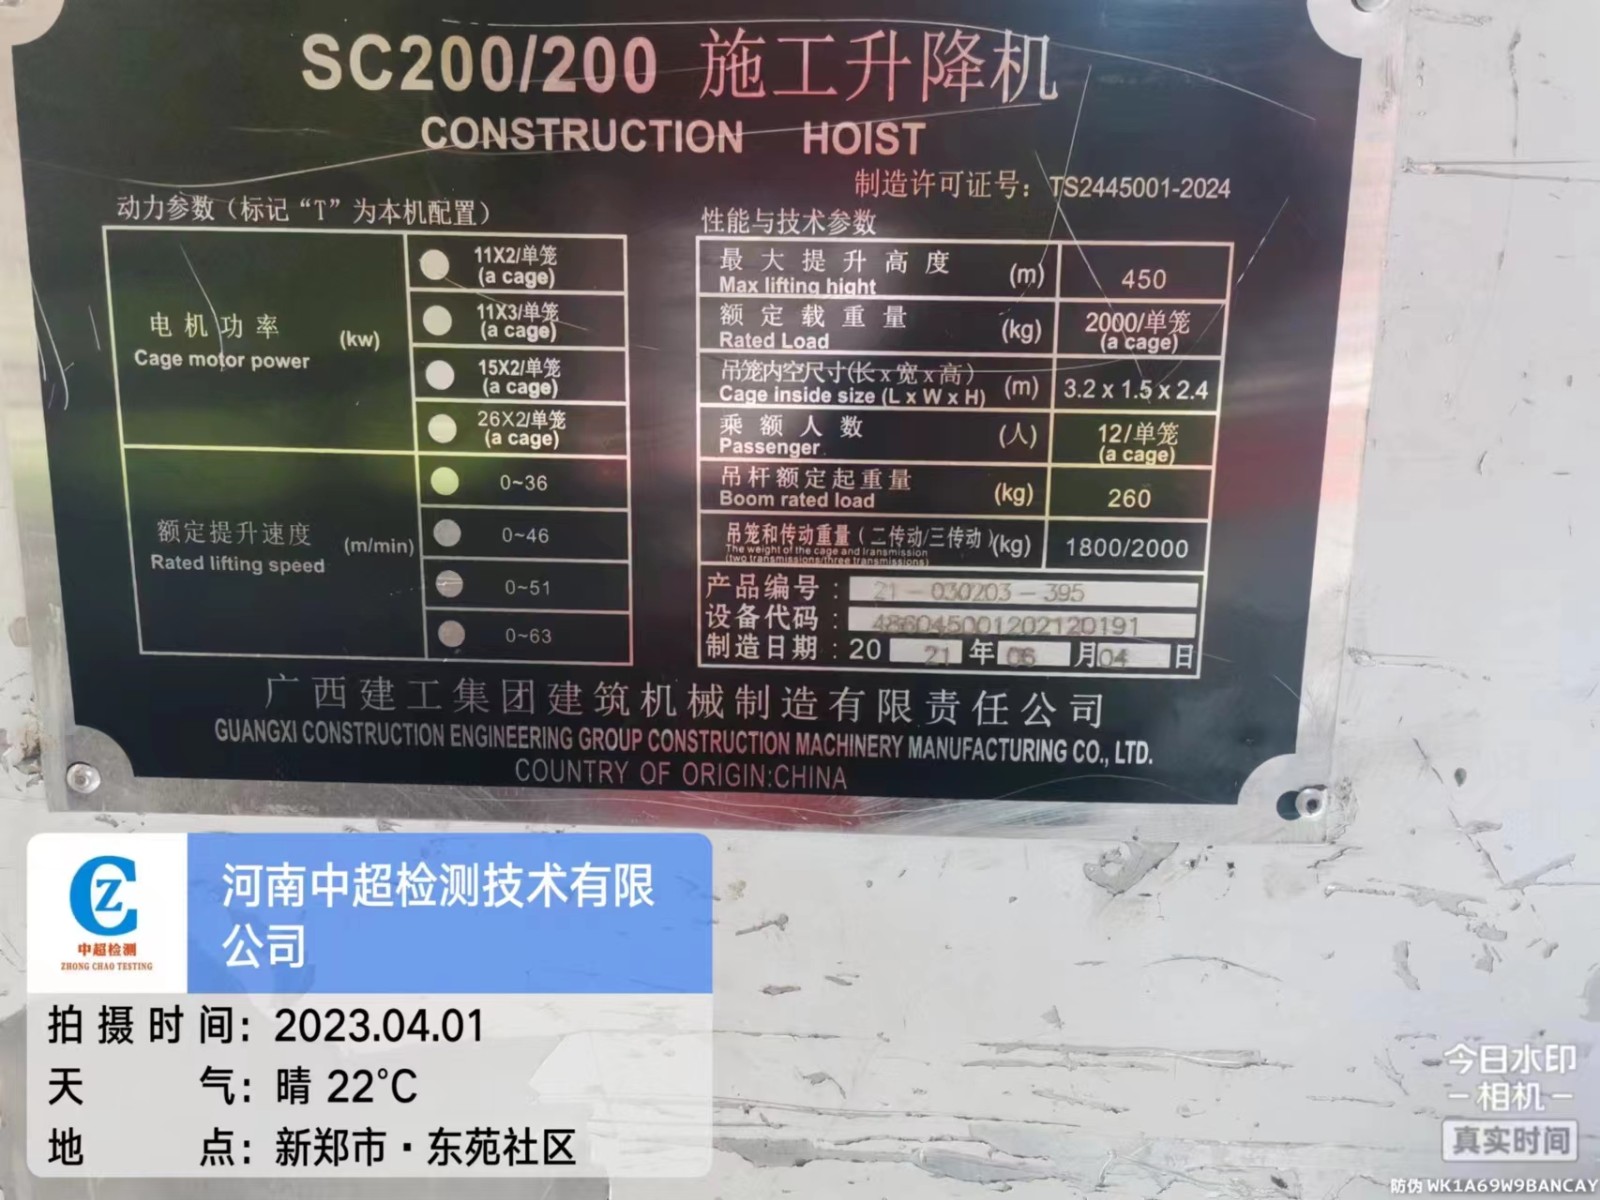 SC200/200 施工升降机
CONSTRUCTION HOIST
制造许可证号：TS2445001-2024
动力参数（标记“T”为本机配置）
电机功率 (kw)
Cage motor power
11X2/单笼
(a cage)
11X3/单笼
(a cage)
15X2/单笼
(a cage)
26X2/单笼
(a cage)
额定提升速度 (m/min)
Rated lifting speed
0~36
0~46
0~51
0~63
性能与技术参数
最大提升高度 (m) 450
Max lifting hight
额定载重量 (kg) 2000/单笼
Rated Load (a cage)
吊笼内空尺寸(长x宽x高) (m) 3.2 x 1.5 x 2.4
Cage inside size (L x W x H)
乘额人数 (人) 12/单笼
Passenger (a cage)
吊杆额定起重量 (kg) 260
Boom rated load
吊笼和传动重量（二传动/三传动）(kg) 1800/2000
The weight of the cage and transmission
(two transmissions/three transmissions)
产品编号：21-030203-395
设备代码：486045001202120191
制造日期：20 21 年 06 月 04 日
广西建工集团建筑机械制造有限责任公司
GUANGXI CONSTRUCTION ENGINEERING GROUP CONSTRUCTION MACHINERY MANUFACTURING CO., LTD.
COUNTRY OF ORIGIN:CHINA
CZ
中超检测
ZHONG CHAO TESTING
河南中超检测技术有限
公司
拍摄时间：2023.04.01
天气：晴 22℃
地点：新郑市·东苑社区
今日水印
-相机-
真实时间
防伪 WK1A69W9BANCAY